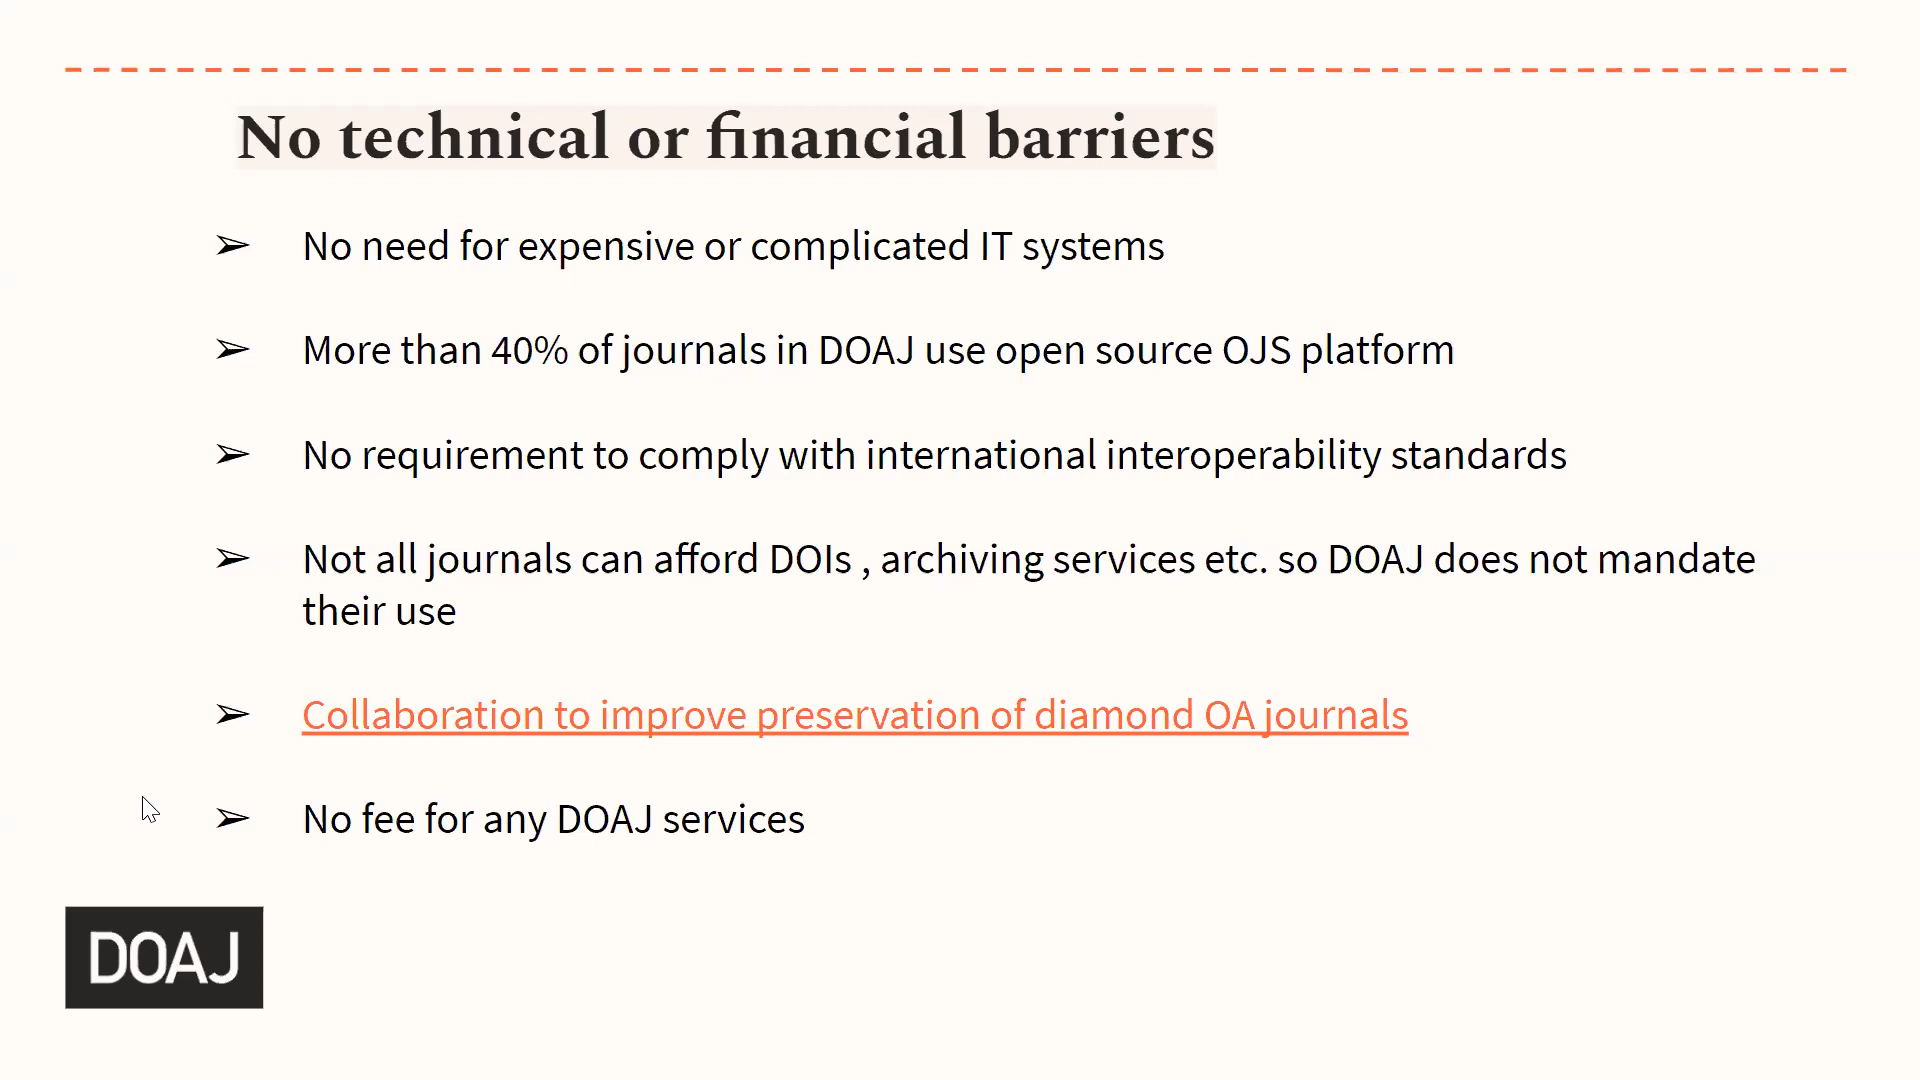 No technical or financial barriers
➢ No need for expensive or complicated IT systems
➢ More than 40% of journals in DOAJ use open source OJS platform
➢ No requirement to comply with international interoperability standards
➢ Not all journals can afford DOIs , archiving services etc. so DOAJ does not mandate
their use
➢ Collaboration to improve preservation of diamond OA journals
➢ No fee for any DOAJ services
DOAJ